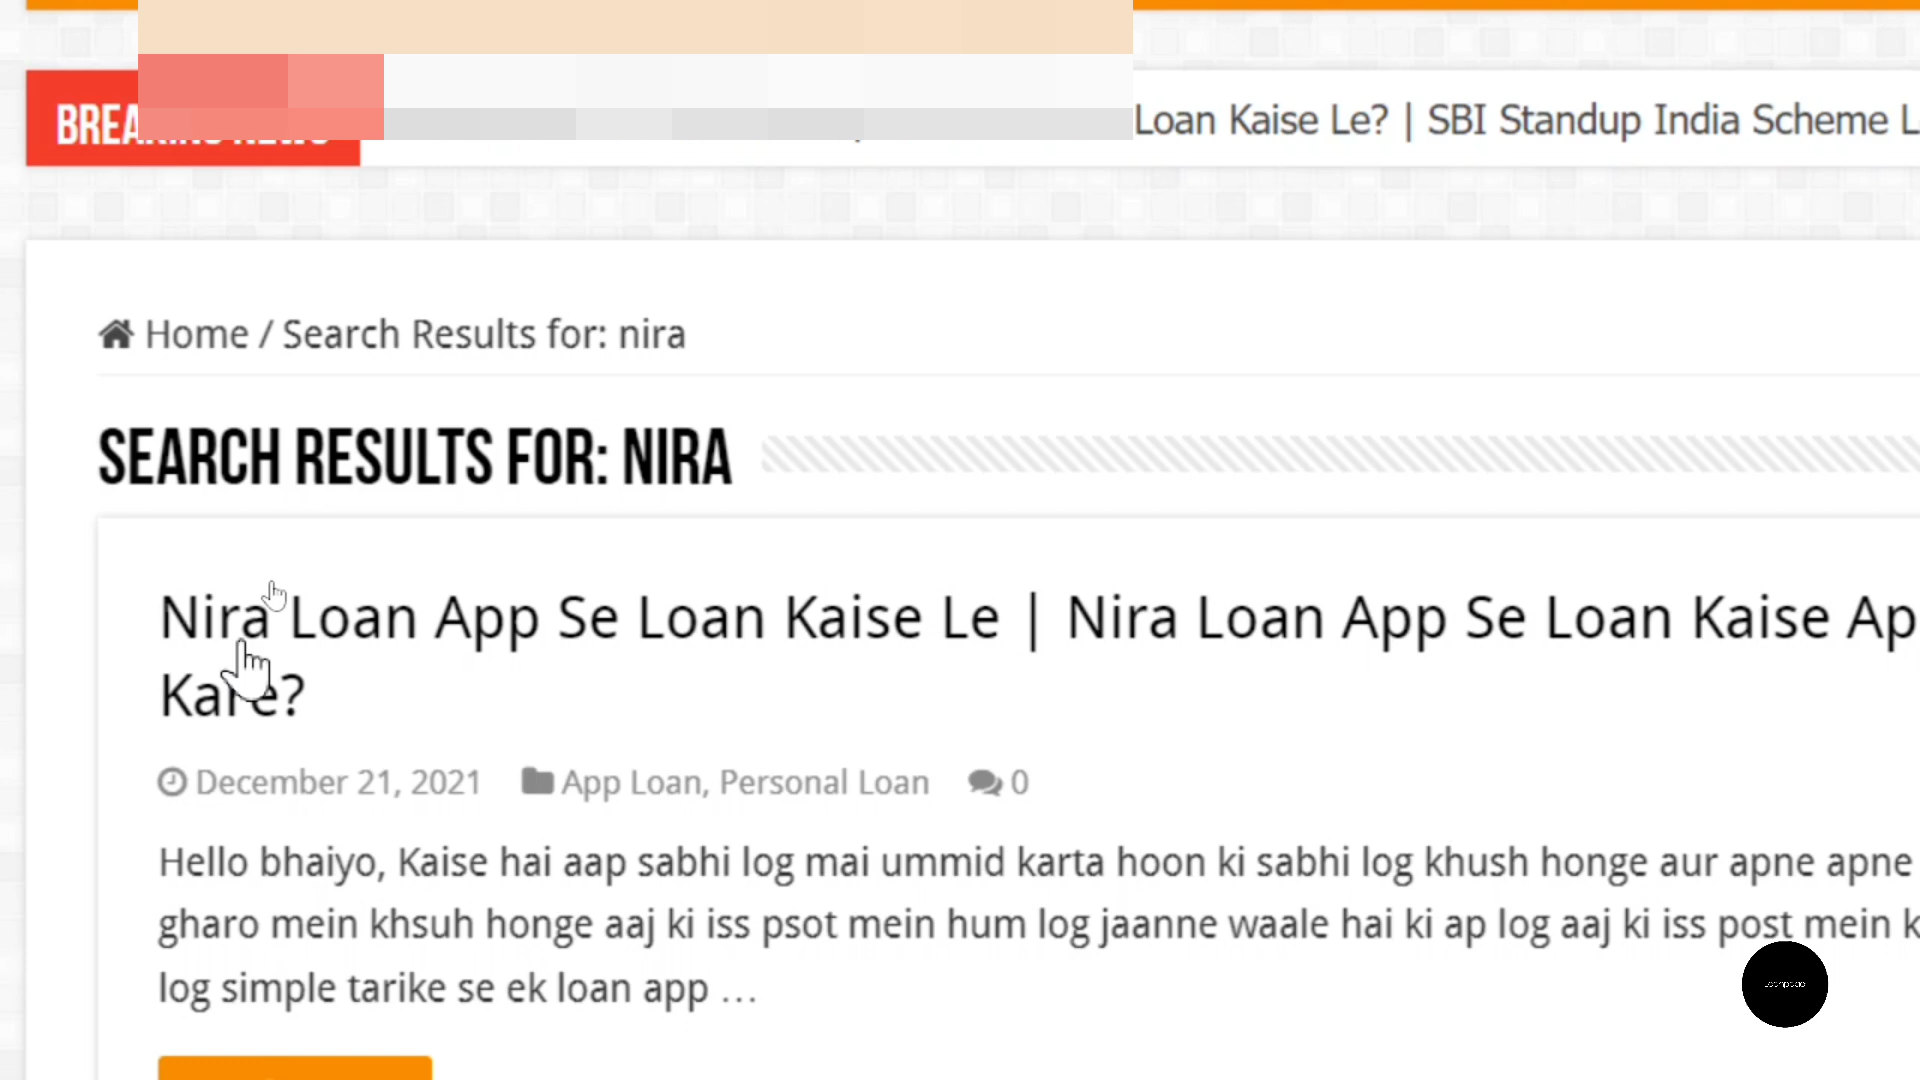 Loan Kaise Le? | SBI Standup India Scheme L
Home / Search Results for: nira
SEARCH RESULTS FOR: NIRA
Nira Loan App Se Loan Kaise Le | Nira Loan App Se Loan Kaise Ap
Kare?
December 21, 2021 App Loan, Personal Loan 0
Hello bhaiyo, Kaise hai aap sabhi log mai ummid karta hoon ki sabhi log khush honge aur apne apne
gharo mein khsuh honge aaj ki iss psot mein hum log jaanne waale hai ki ap log aaj ki iss post mein k
log simple tarike se ek loan app …